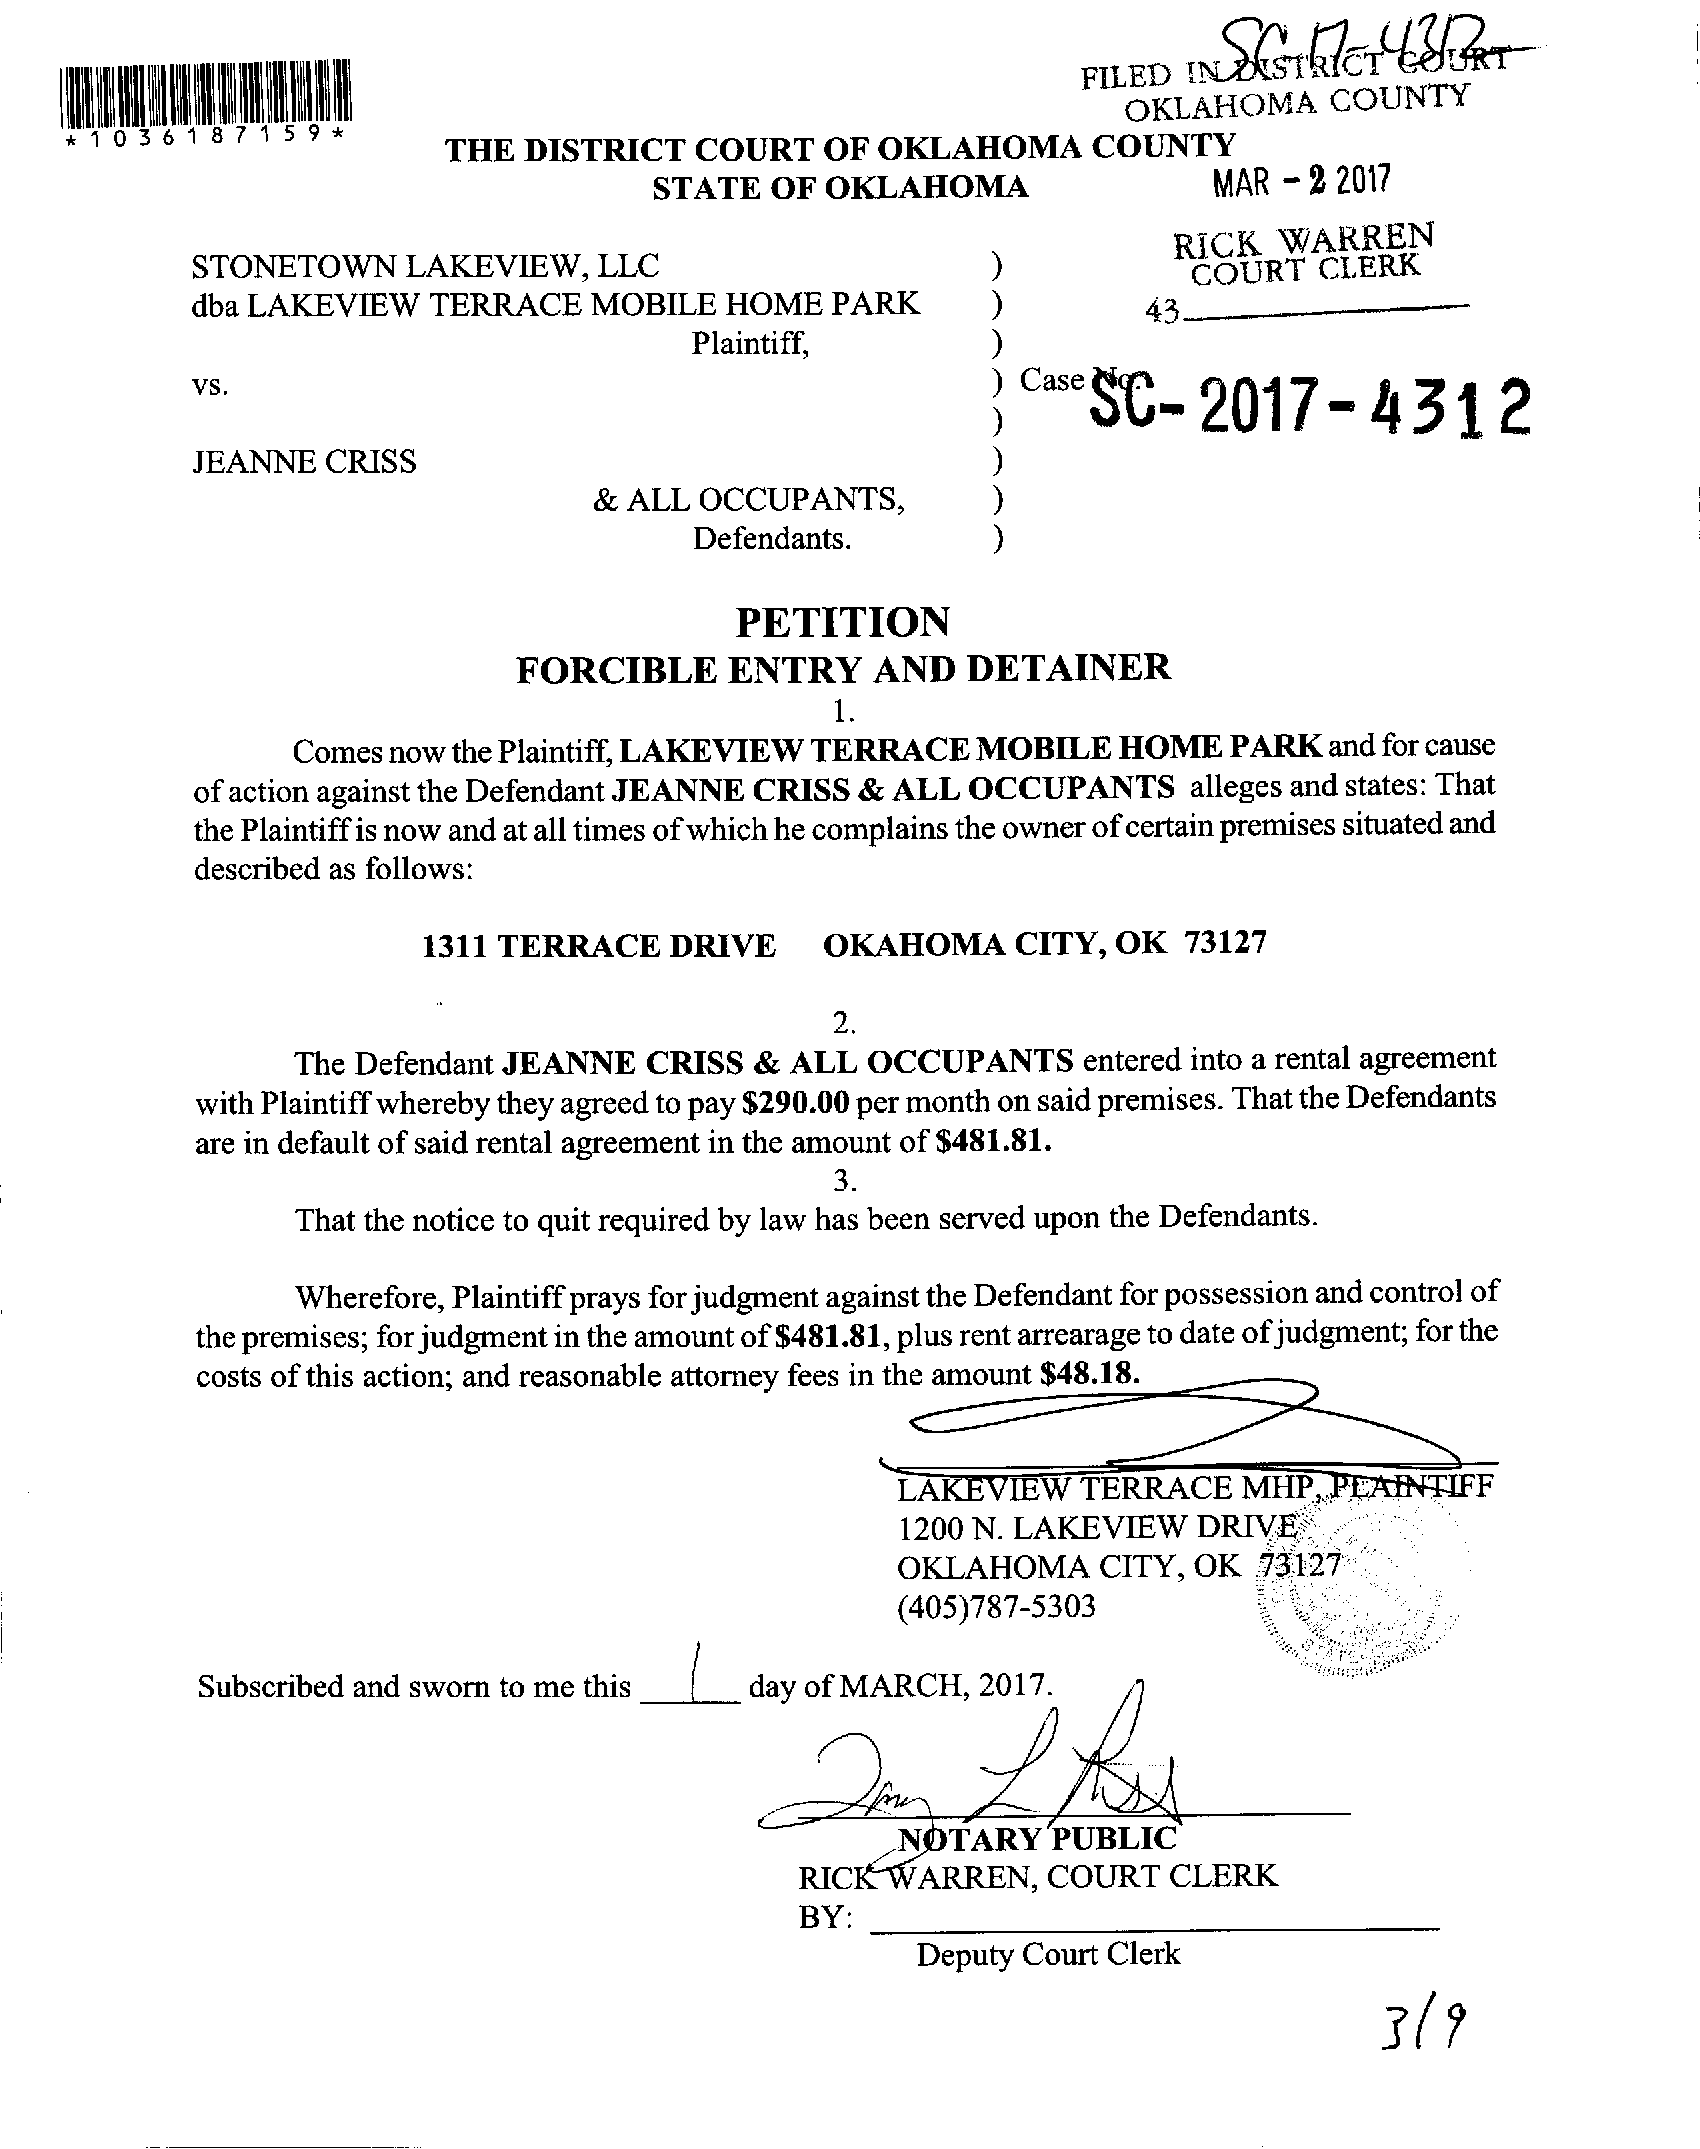 SC-17-4312
FILED IN DISTRICT COURT
OKLAHOMA COUNTY
*1036187159*
THE DISTRICT COURT OF OKLAHOMA COUNTY
STATE OF OKLAHOMA
MAR - 2 2017
RICK WARREN
COURT CLERK
43
STONETOWN LAKEVIEW, LLC )
dba LAKEVIEW TERRACE MOBILE HOME PARK )
Plaintiff, )
vs. ) Case No.
SC-2017-4312
)
JEANNE CRISS )
& ALL OCCUPANTS, )
Defendants. )
PETITION
FORCIBLE ENTRY AND DETAINER
1.
Comes now the Plaintiff, LAKEVIEW TERRACE MOBILE HOME PARK and for cause
of action against the Defendant JEANNE CRISS & ALL OCCUPANTS alleges and states: That
the Plaintiff is now and at all times of which he complains the owner of certain premises situated and
described as follows:
1311 TERRACE DRIVE OKAHOMA CITY, OK 73127
2.
The Defendant JEANNE CRISS & ALL OCCUPANTS entered into a rental agreement
with Plaintiff whereby they agreed to pay $290.00 per month on said premises. That the Defendants
are in default of said rental agreement in the amount of $481.81.
3.
That the notice to quit required by law has been served upon the Defendants.
Wherefore, Plaintiff prays for judgment against the Defendant for possession and control of
the premises; for judgment in the amount of $481.81, plus rent arrearage to date of judgment; for the
costs of this action; and reasonable attorney fees in the amount $48.18.
LAKEVIEW TERRACE MHP, PLAINTIFF
1200 N. LAKEVIEW DRIVE
OKLAHOMA CITY, OK 73127
(405)787-5303
Subscribed and sworn to me this 1 day of MARCH, 2017.
NOTARY PUBLIC
RICK WARREN, COURT CLERK
BY:
Deputy Court Clerk
3/9